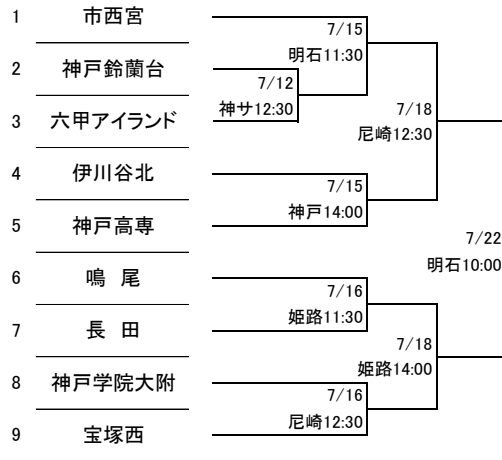 1 市西宮
7/15
明石11:30
2 神戸鈴蘭台
7/12
神サ12:30
3 六甲アイランド
7/18
尼崎12:30
4 伊川谷北
7/15
神戸14:00
5 神戸高専
7/22
明石10:00
6 鳴 尾
7/16
姫路11:30
7 長 田
7/18
姫路14:00
8 神戸学院大附
7/16
尼崎12:30
9 宝塚西